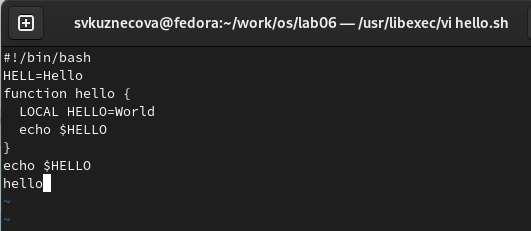 svkuznecova@fedora:~/work/os/lab06 — /usr/libexec/vi hello.sh
#!/bin/bash
HELL=Hello
function hello {
  LOCAL HELLO=World
  echo $HELLO
}
echo $HELLO
hello
~
~